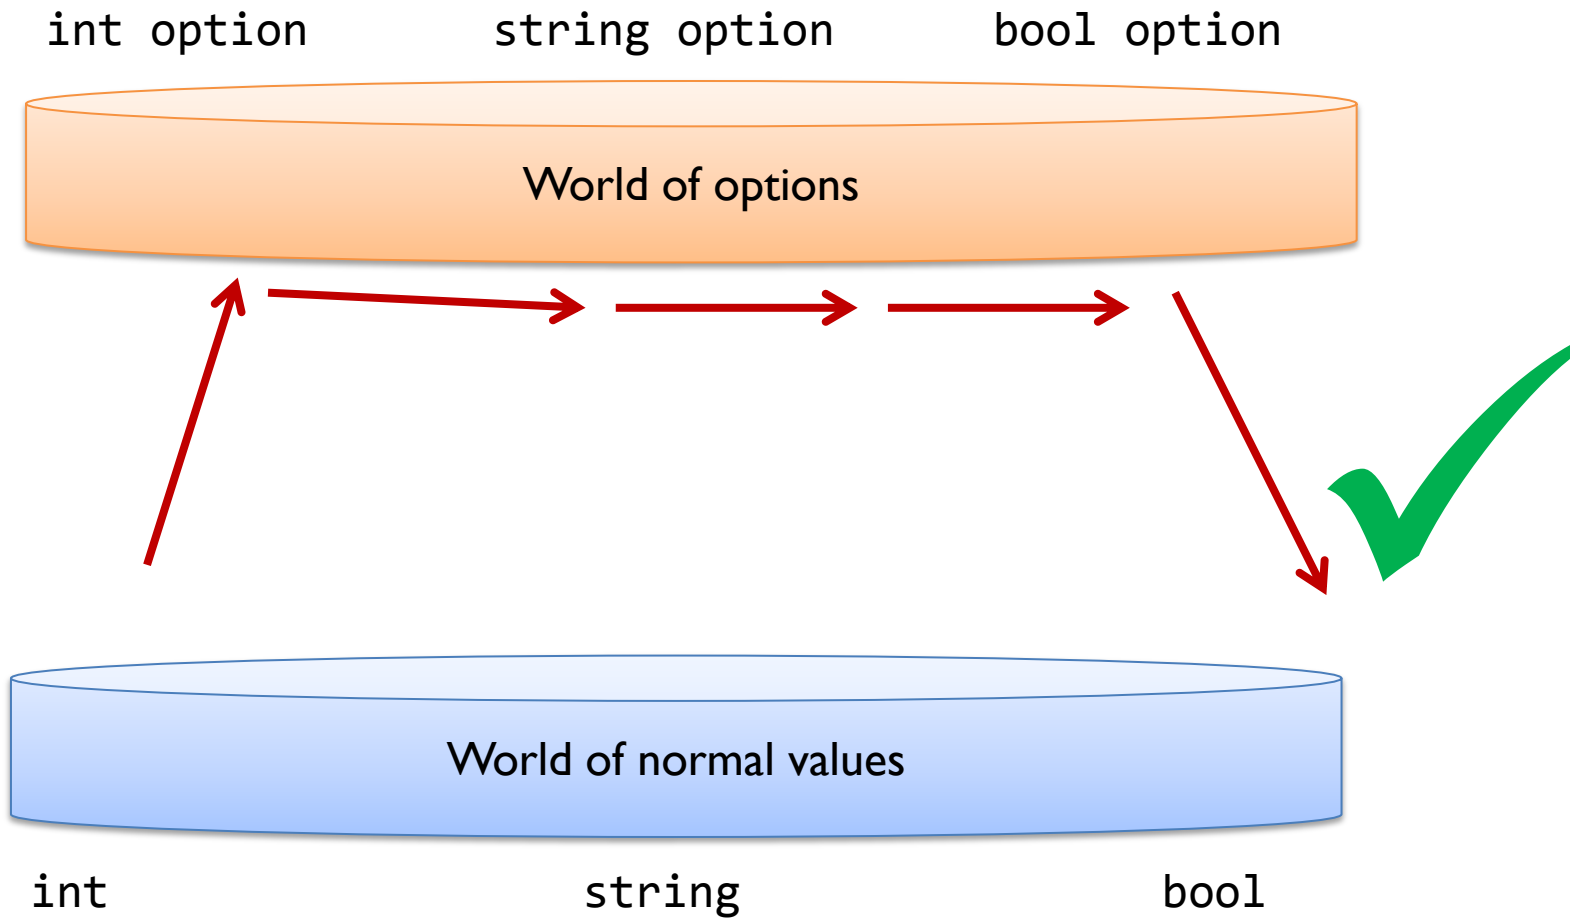 int option string option bool option
World of options
World of normal values
int string bool